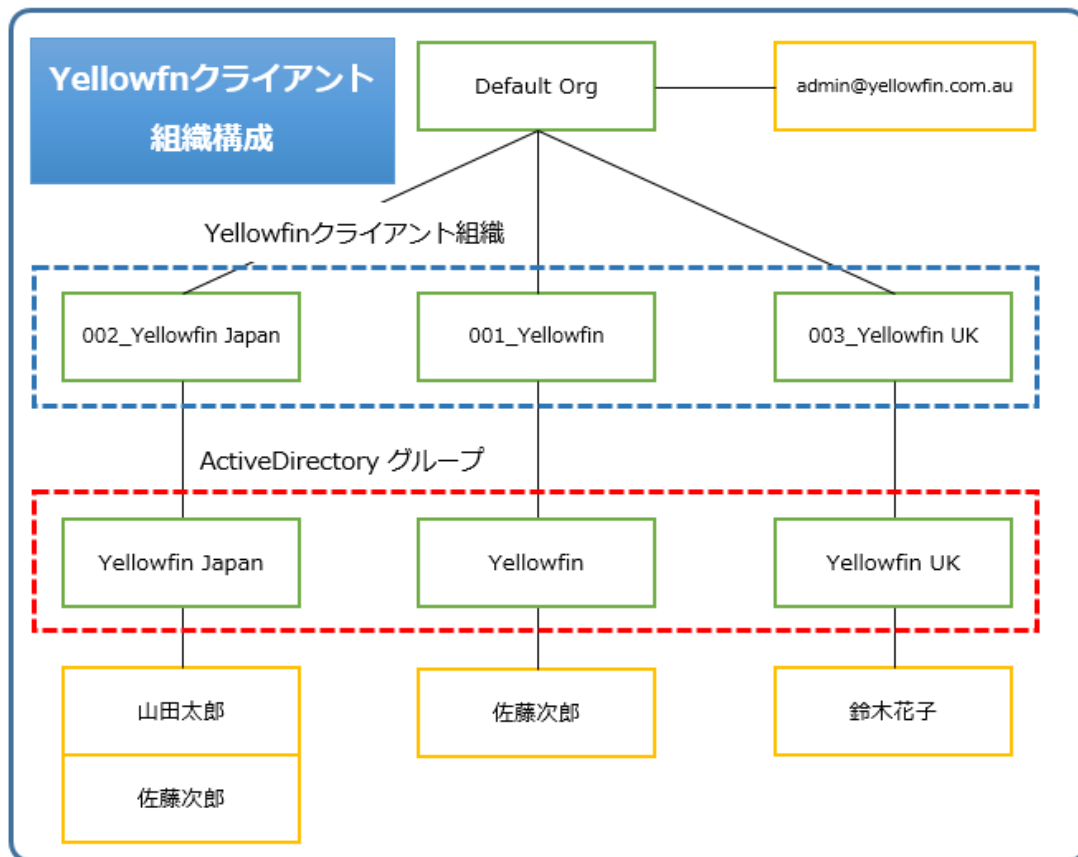 Yellowfnクライアント
組織構成
Default Org
admin@yellowfin.com.au
Yellowfinクライアント組織
002_Yellowfin Japan
001_Yellowfin
003_Yellowfin UK
ActiveDirectory グループ
Yellowfin Japan
Yellowfin
Yellowfin UK
山田太郎
佐藤次郎
鈴木花子
佐藤次郎